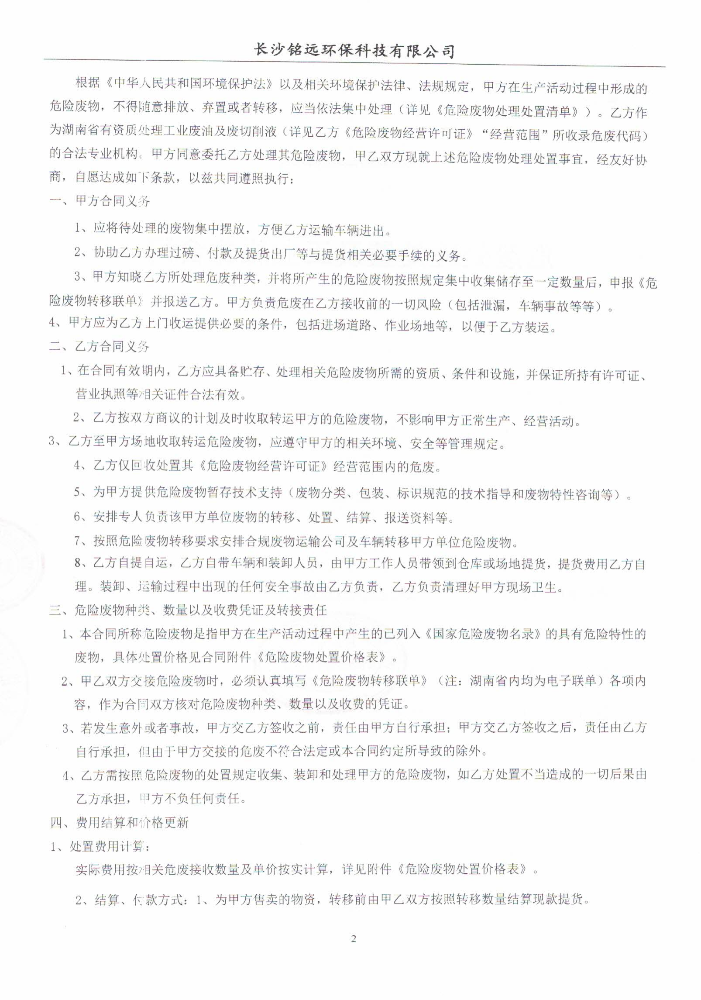 长沙铭远环保科技有限公司
根据《中华人民共和国环境保护法》以及相关环境保护法律、法规规定，甲方在生产活动过程中形成的
危险废物，不得随意排放、弃置或者转移，应当依法集中处理（详见《危险废物处理处置清单》）。乙方作
为湖南省有资质处理工业废油及废切削液（详见乙方《危险废物经营许可证》“经营范围”所收录危废代码）
的合法专业机构。甲方同意委托乙方处理其危险废物，甲乙双方现就上述危险废物处理处置事宜，经友好协
商，自愿达成如下条款，以兹共同遵照执行：
一、甲方合同义务
1、应将待处理的废物集中摆放，方便乙方运输车辆进出。
2、协助乙方办理过磅、付款及提货出厂等与提货相关必要手续的义务。
3、甲方知晓乙方所处理危废种类，并将所产生的危险废物按照规定集中收集储存至一定数量后，申报《危
险废物转移联单》并报送乙方。甲方负责危废在乙方接收前的一切风险（包括泄漏，车辆事故等等）。
4、甲方应为乙方上门收运提供必要的条件，包括进场道路、作业场地等，以便于乙方装运。
二、乙方合同义务
1、在合同有效期内，乙方应具备贮存、处理相关危险废物所需的资质、条件和设施，并保证所持有许可证、
营业执照等相关证件合法有效。
2、乙方按双方商议的计划及时收取转运甲方的危险废物，不影响甲方正常生产、经营活动。
3、乙方至甲方场地收取转运危险废物，应遵守甲方的相关环境、安全等管理规定。
4、乙方仅回收处置其《危险废物经营许可证》经营范围内的危废。
5、为甲方提供危险废物暂存技术支持（废物分类、包装、标识规范的技术指导和废物特性咨询等）。
6、安排专人负责该甲方单位废物的转移、处置、结算、报送资料等。
7、按照危险废物转移要求安排合规废物运输公司及车辆转移甲方单位危险废物。
8、乙方自提自运，乙方自带车辆和装卸人员，由甲方工作人员带领到仓库或场地提货，提货费用乙方自
理。装卸、运输过程中出现的任何安全事故由乙方负责，乙方负责清理好甲方现场卫生。
三、危险废物种类、数量以及收费凭证及转接责任
1、本合同所称危险废物是指甲方在生产活动过程中产生的已列入《国家危险废物名录》的具有危险特性的
废物，具体处置价格见合同附件《危险废物处置价格表》。
2、甲乙双方交接危险废物时，必须认真填写《危险废物转移联单》（注：湖南省内均为电子联单）各项内
容，作为合同双方核对危险废物种类、数量以及收费的凭证。
3、若发生意外或者事故，甲方交乙方签收之前，责任由甲方自行承担；甲方交乙方签收之后，责任由乙方
自行承担，但由于甲方交接的危废不符合法定或本合同约定所导致的除外。
4、乙方需按照危险废物的处置规定收集、装卸和处理甲方的危险废物，如乙方处置不当造成的一切后果由
乙方承担，甲方不负任何责任。
四、费用结算和价格更新
1、处置费用计算：
实际费用按相关危废接收数量及单价按实计算，详见附件《危险废物处置价格表》。
2、结算、付款方式：1、为甲方售卖的物资，转移前由甲乙双方按照转移数量结算现款提货。
2